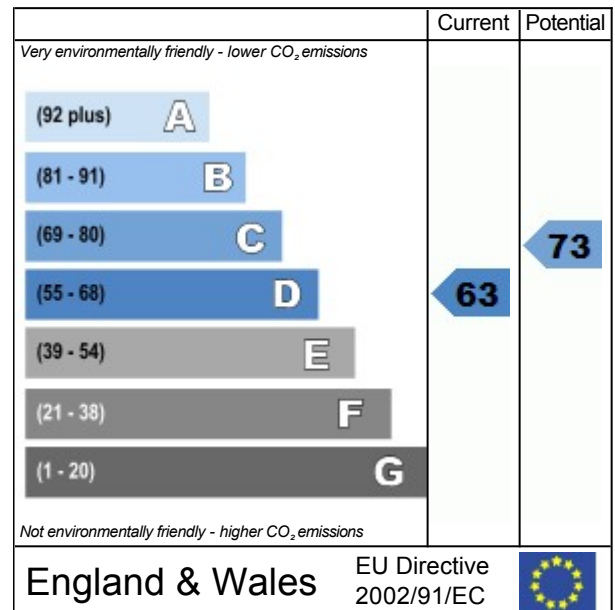 Current Potential
Very environmentally friendly - lower CO₂ emissions
(92 plus) A
(81 - 91) B
(69 - 80) C
73
(55 - 68) D
63
(39 - 54) E
(21 - 38) F
(1 - 20) G
Not environmentally friendly - higher CO₂ emissions
England & Wales
EU Directive
2002/91/EC